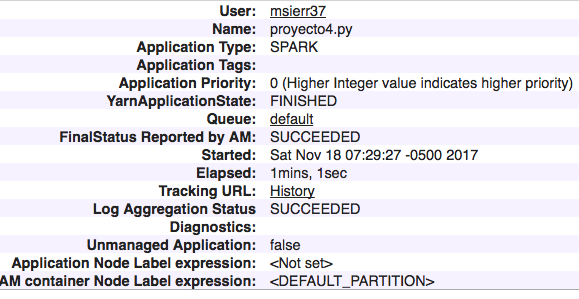 User: msierr37
Name: proyecto4.py
Application Type: SPARK
Application Tags:
Application Priority: 0 (Higher Integer value indicates higher priority)
YarnApplicationState: FINISHED
Queue: default
FinalStatus Reported by AM: SUCCEEDED
Started: Sat Nov 18 07:29:27 -0500 2017
Elapsed: 1mins, 1sec
Tracking URL: History
Log Aggregation Status SUCCEEDED
Diagnostics:
Unmanaged Application: false
Application Node Label expression: <Not set>
AM container Node Label expression: <DEFAULT_PARTITION>